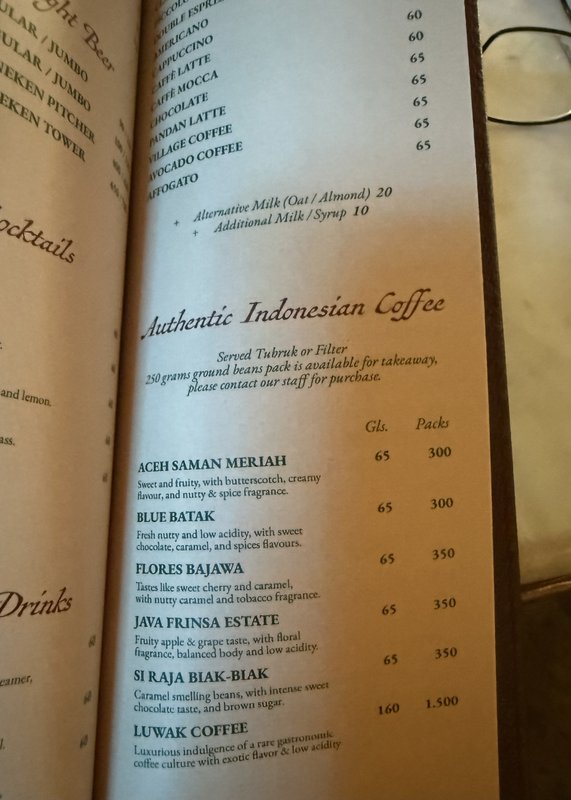 ght Beer
ULAR / JUMBO
ULAR / JUMBO
NEKEN PITCHER
EKEN TOWER
ocktails
and lemon.
ass.
Drinks
60
eamer,
60
60
DOUBLE ESPRE
AMERICANO
CAPPUCCINO 60
CAFFÈ LATTE 60
CAFFÈ MOCCA 65
CHOCOLATE 65
PANDAN LATTE 65
VILLAGE COFFEE 65
AVOCADO COFFEE 65
AFFOGATO
+ Alternative Milk (Oat / Almond) 20
+ Additional Milk / Syrup 10
Authentic Indonesian Coffee
Served Tubruk or Filter
250 grams ground beans pack is available for takeaway,
please contact our staff for purchase.
Gls. Packs
ACEH SAMAN MERIAH 65 300
Sweet and fruity, with butterscotch, creamy
flavour, and nutty & spice fragrance.
BLUE BATAK 65 300
Fresh nutty and low acidity, with sweet
chocolate, caramel, and spices flavours.
FLORES BAJAWA 65 350
Tastes like sweet cherry and caramel,
with nutty caramel and tobacco fragrance.
JAVA FRINSA ESTATE 65 350
Fruity apple & grape taste, with floral
fragrance, balanced body and low acidity.
SI RAJA BIAK-BIAK 65 350
Caramel smelling beans, with intense sweet
chocolate taste, and brown sugar.
LUWAK COFFEE 160 1.500
Luxurious indulgence of a rare gastronomic
coffee culture with exotic flavor & low acidity